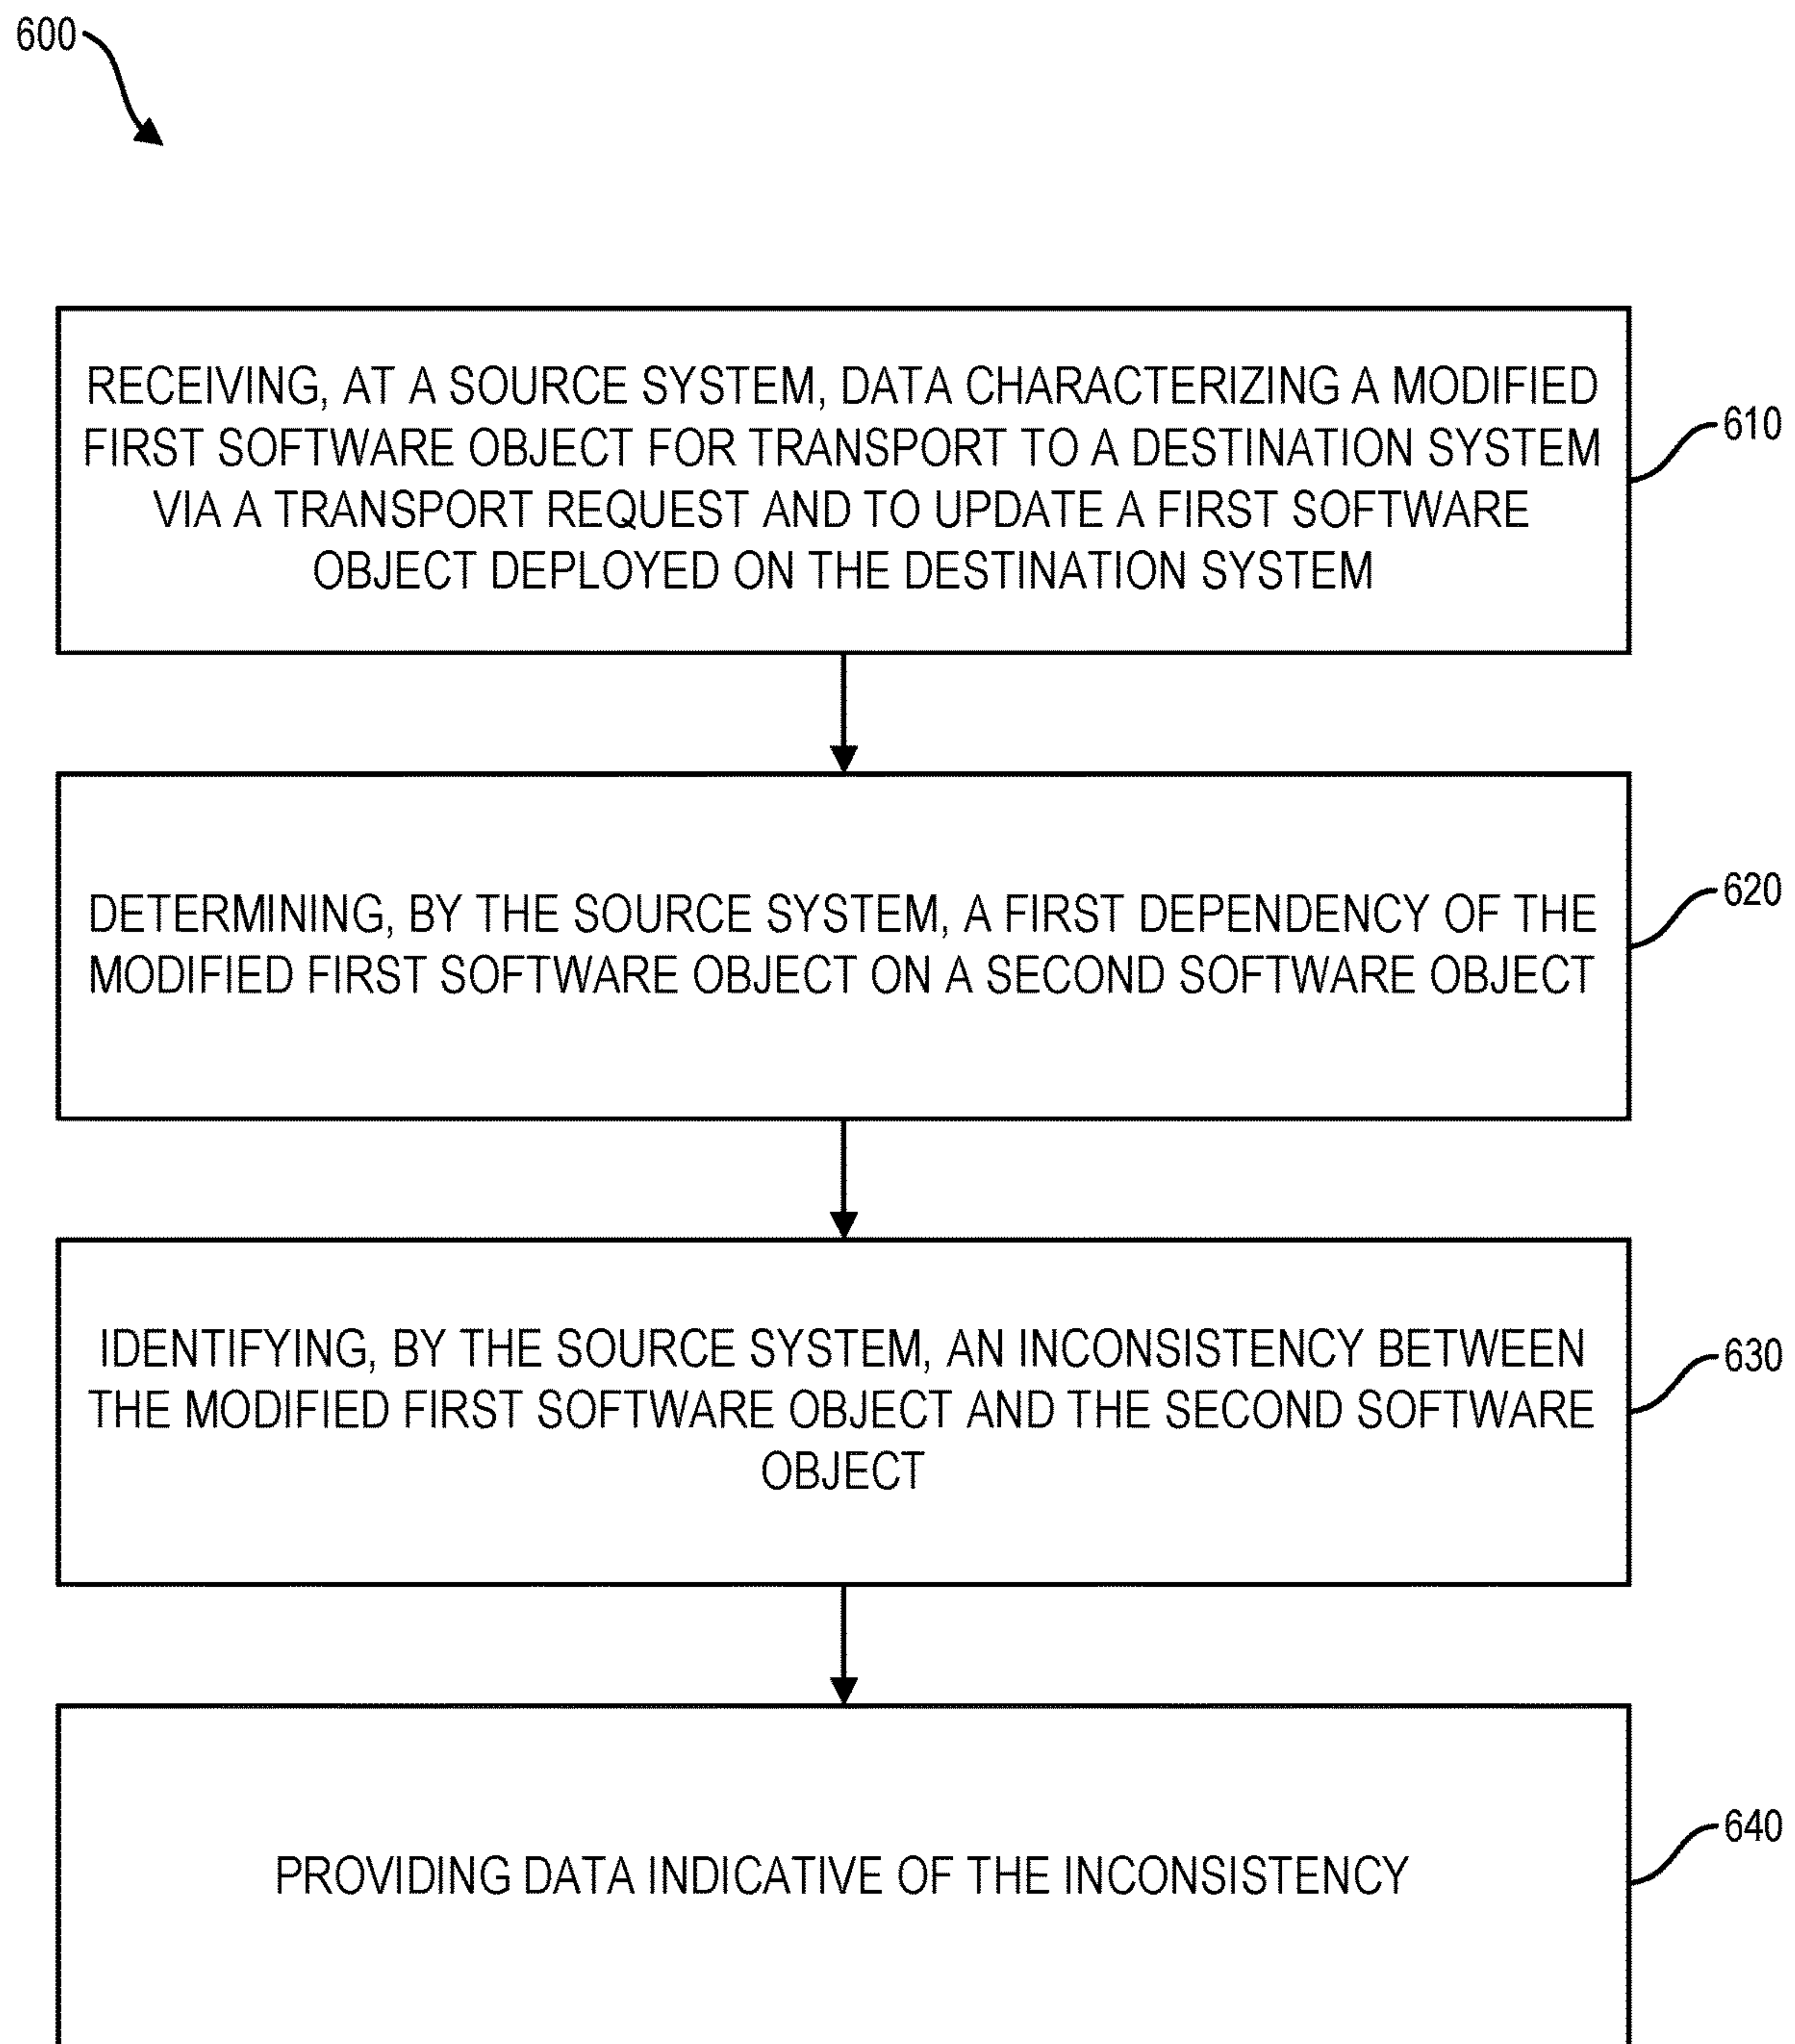 600
RECEIVING, AT A SOURCE SYSTEM, DATA CHARACTERIZING A MODIFIED
FIRST SOFTWARE OBJECT FOR TRANSPORT TO A DESTINATION SYSTEM
VIA A TRANSPORT REQUEST AND TO UPDATE A FIRST SOFTWARE
OBJECT DEPLOYED ON THE DESTINATION SYSTEM
610
DETERMINING, BY THE SOURCE SYSTEM, A FIRST DEPENDENCY OF THE
MODIFIED FIRST SOFTWARE OBJECT ON A SECOND SOFTWARE OBJECT
620
IDENTIFYING, BY THE SOURCE SYSTEM, AN INCONSISTENCY BETWEEN
THE MODIFIED FIRST SOFTWARE OBJECT AND THE SECOND SOFTWARE
OBJECT
630
PROVIDING DATA INDICATIVE OF THE INCONSISTENCY
640